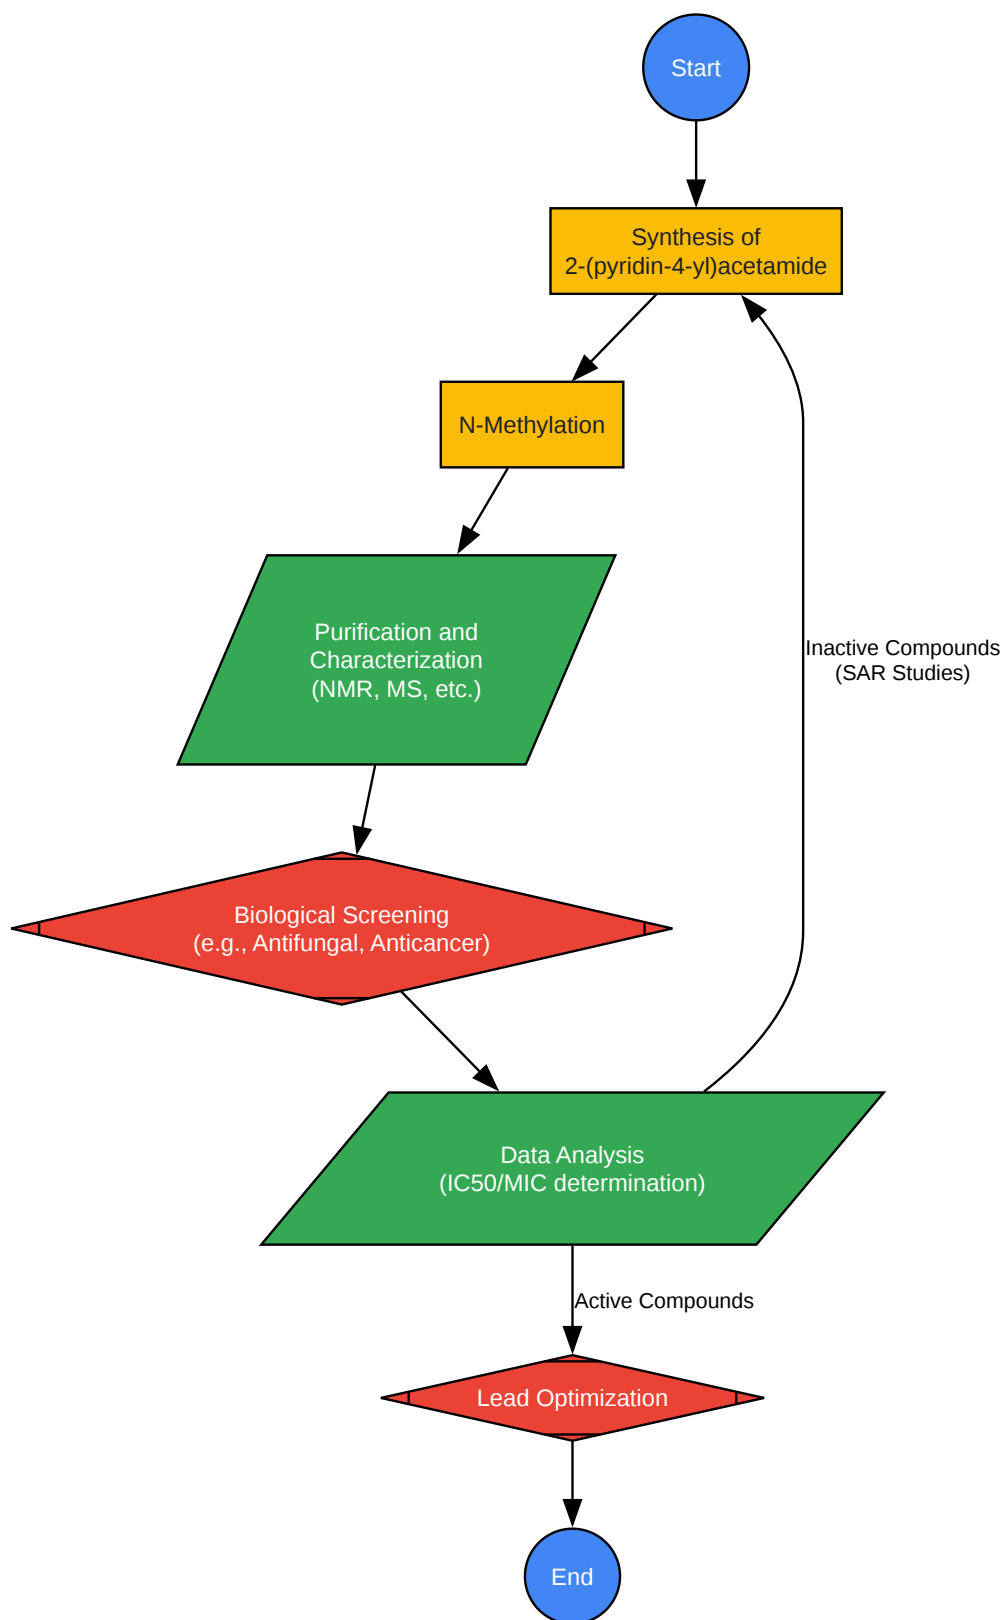 Start
Synthesis of
2-(pyridin-4-yl)acetamide
N-Methylation
Purification and
Characterization
(NMR, MS, etc.)
Inactive Compounds
(SAR Studies)
Biological Screening
(e.g., Antifungal, Anticancer)
Data Analysis
(IC50/MIC determination)
Active Compounds
Lead Optimization
End